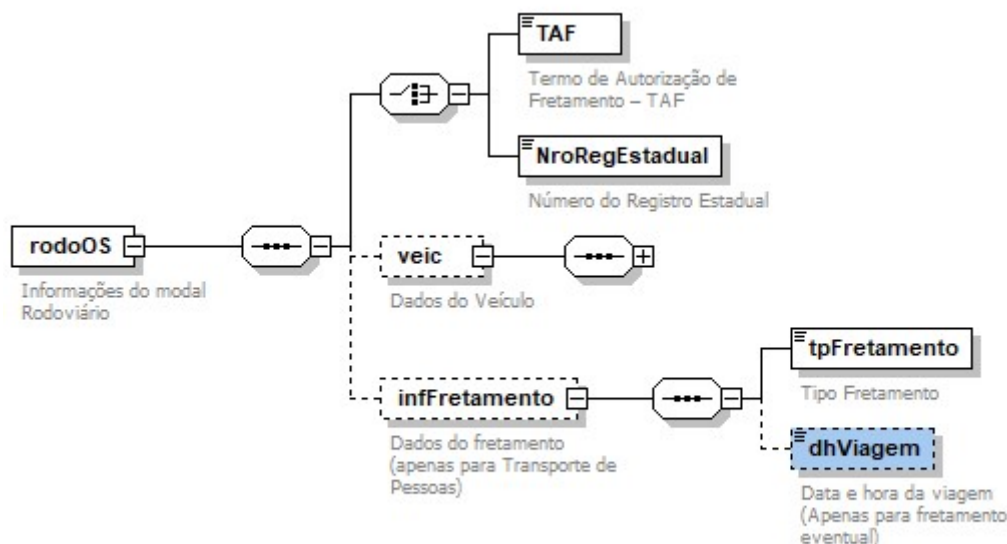 TAF
Termo de Autorização de
Fretamento – TAF
NroRegEstadual
Número do Registro Estadual
rodoOS
Informações do modal
Rodoviário
veic
Dados do Veículo
infFretamento
Dados do fretamento
(apenas para Transporte de
Pessoas)
tpFretamento
Tipo Fretamento
dhViagem
Data e hora da viagem
(Apenas para fretamento
eventual)